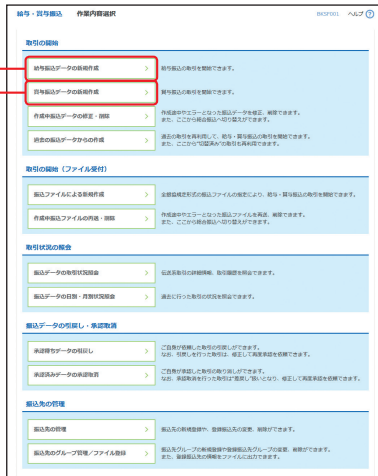 給与・賞与振込 作業内容選択
BKSF001 ヘルプ ?
取引の開始
給与振込データの新規作成 > 給与振込の取引を開始できます。
賞与振込データの新規作成 > 賞与振込の取引を開始できます。
作成中振込データの修正・削除 > 作成途中やエラーとなった振込データを修正、削除できます。
また、ここから総合振込へ切り替えができます。
過去の振込データからの作成 > 過去の取引を再利用して、給与・賞与振込の取引を開始できます。
また、ここから"切替済み"の取引も再利用できます。
取引の開始（ファイル受付）
振込ファイルによる新規作成 > 全銀協規定形式の振込ファイルの指定により、給与・賞与振込の取引を開始できます。
作成中振込ファイルの再送・削除 > 作成途中やエラーとなった振込ファイルを再送、削除できます。
また、ここから総合振込へ切り替えができます。
取引状況の照会
振込データの取引状況照会 > 伝送系取引の詳細情報、取引履歴を照会できます。
振込データの日別・月別状況照会 > 過去に行った取引の状況を照会できます。
振込データの引戻し・承認取消
承認待ちデータの引戻し > ご自身が依頼した取引の引戻しができます。
なお、引戻しを行った取引は、修正して再度承認を依頼できます。
承認済みデータの承認取消 > ご自身が承認した取引の取り消しができます。
なお、承認取消を行った取引は"差戻し"扱いとなり、修正して再度承認を依頼できます。
振込先の管理
振込先の管理 > 振込先の新規登録や、登録振込先の変更、削除ができます。
振込先のグループ管理／ファイル登録 > 振込先グループの新規登録や登録振込先グループの変更、削除ができます。
また、登録振込先の情報をファイルに出力できます。